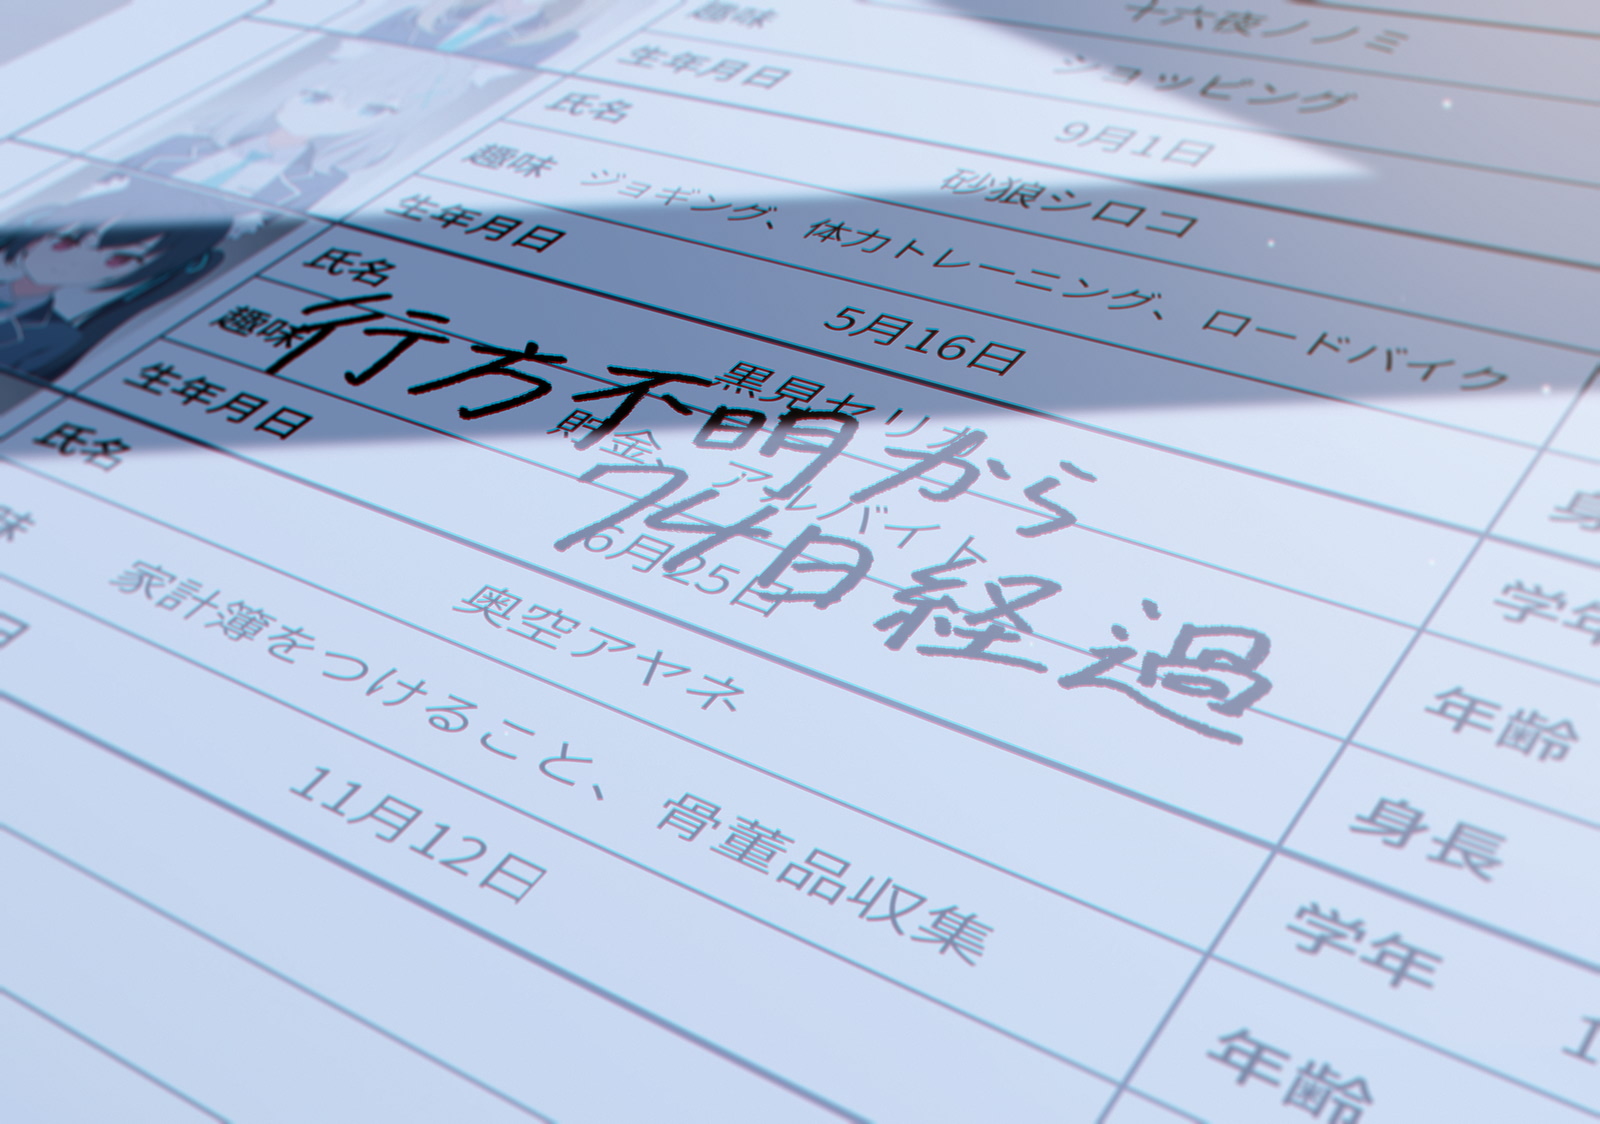 十六夜ノノミ
趣味 ショッピング
生年月日 9月1日
氏名 砂狼シロコ
趣味 ジョギング、体力トレーニング、ロードバイク
生年月日 5月16日
氏名 黒見セリカ
趣味 貯金、アルバイト
生年月日 6月25日
行方不明から
74日経過
氏名 奥空アヤネ
味 家計簿をつけること、骨董品収集
日 11月12日
身
学年
年齢
身長
学年 1
年齢